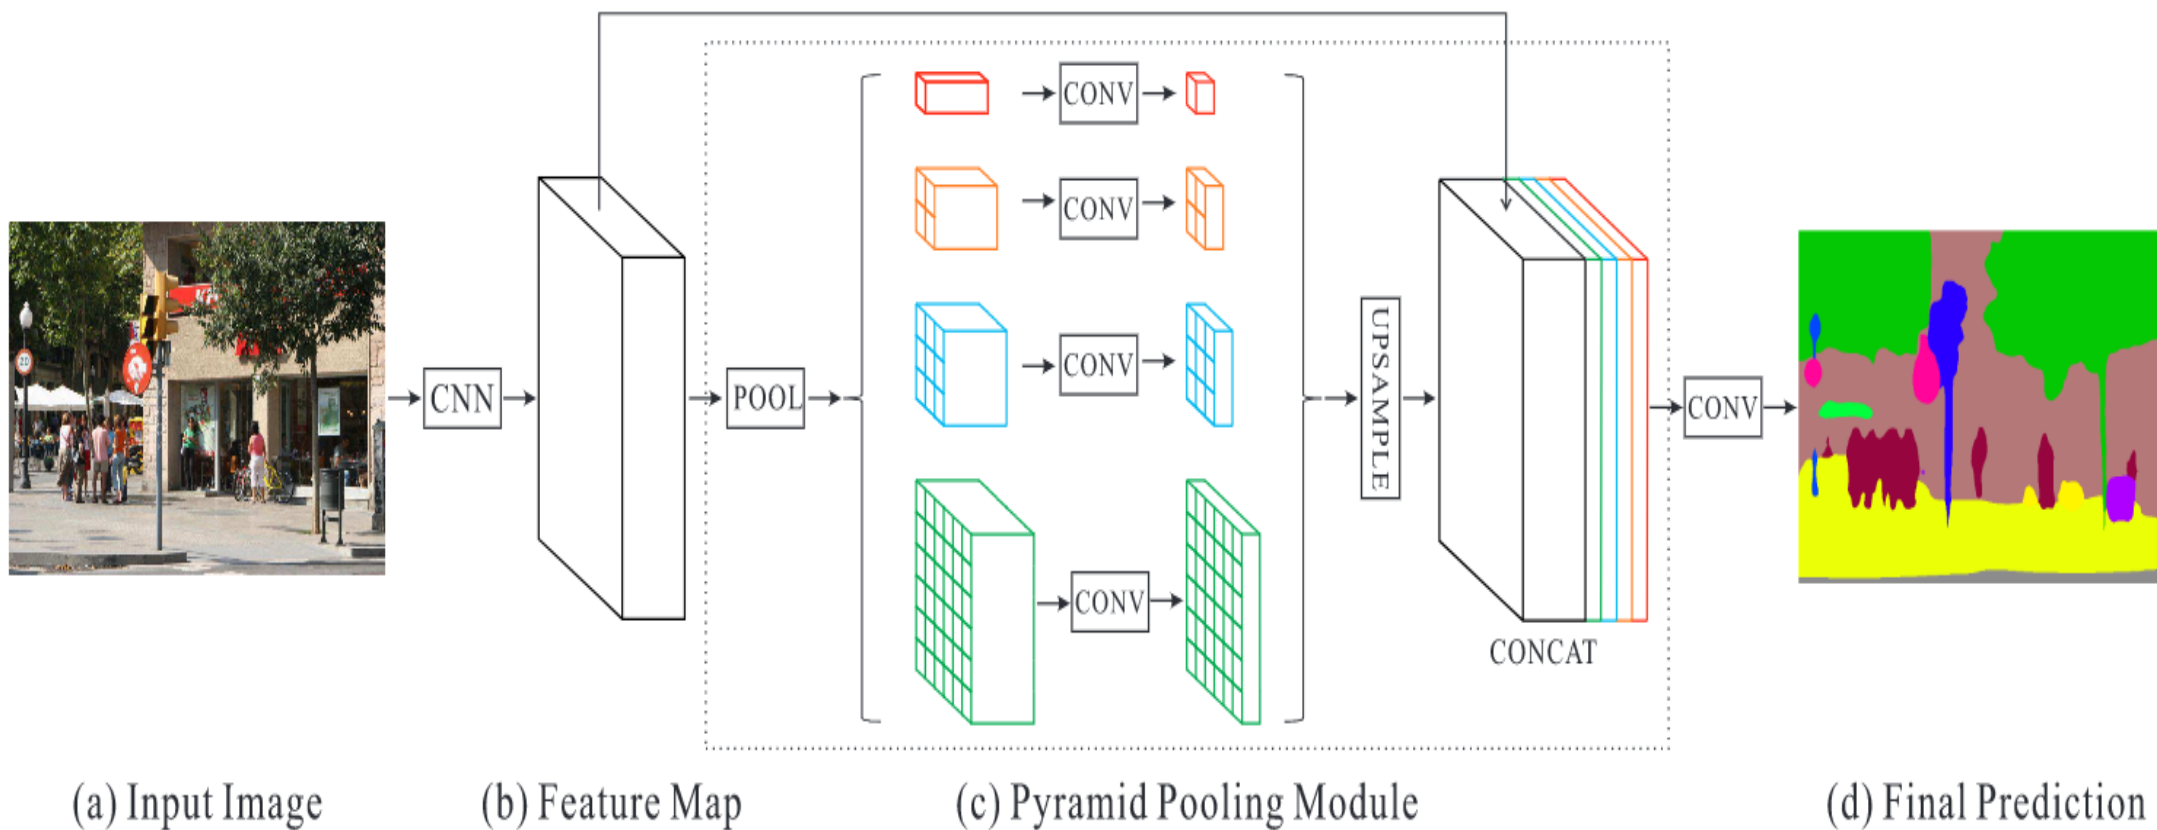 CNN
POOL
CONV
CONV
CONV
CONV
UPSAMPLE
CONCAT
CONV
(a) Input Image
(b) Feature Map
(c) Pyramid Pooling Module
(d) Final Prediction